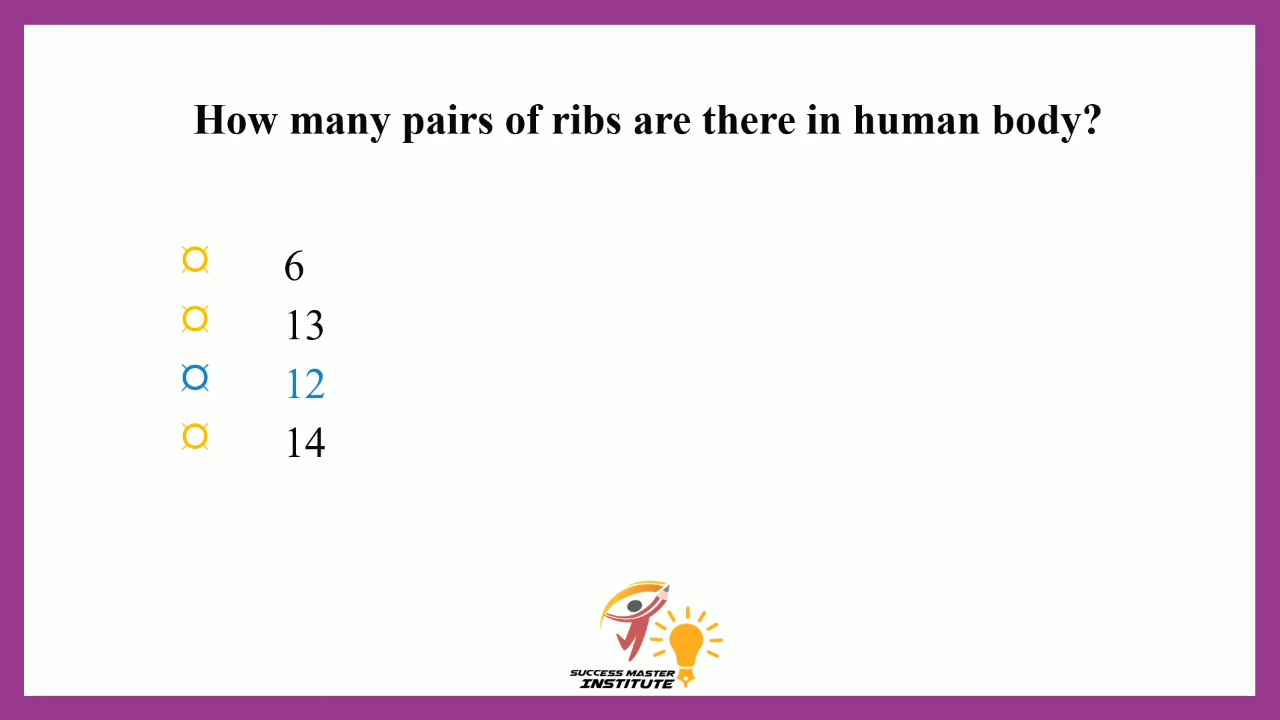 How many pairs of ribs are there in human body?
¤ 6
¤ 13
¤ 12
¤ 14
SUCCESS MASTER
INSTITUTE